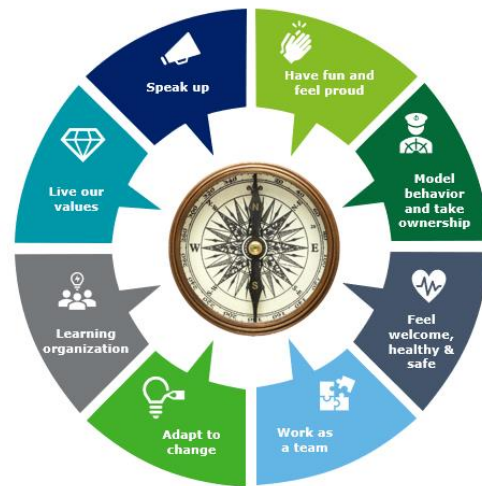 Speak up
Have fun and
feel proud
Model
behavior
and take
ownership
Feel
welcome,
healthy &
safe
Work as
a team
Adapt to
change
Learning
organization
Live our
values
N
E
S
W